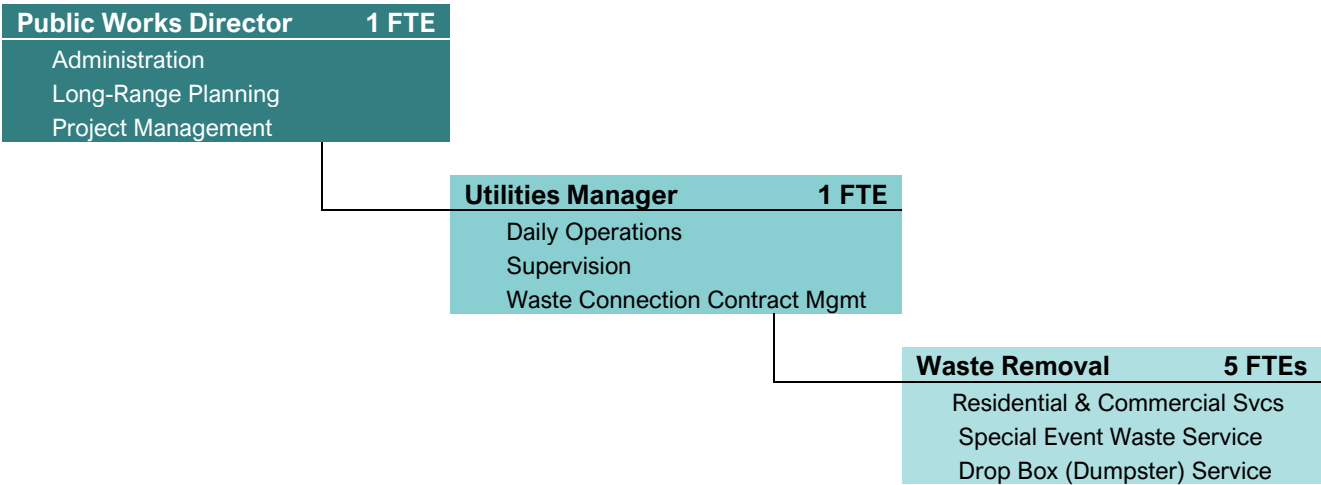 Public Works Director 1 FTE
Administration
Long-Range Planning
Project Management
Utilities Manager 1 FTE
Daily Operations
Supervision
Waste Connection Contract Mgmt
Waste Removal 5 FTEs
Residential & Commercial Svcs
Special Event Waste Service
Drop Box (Dumpster) Service